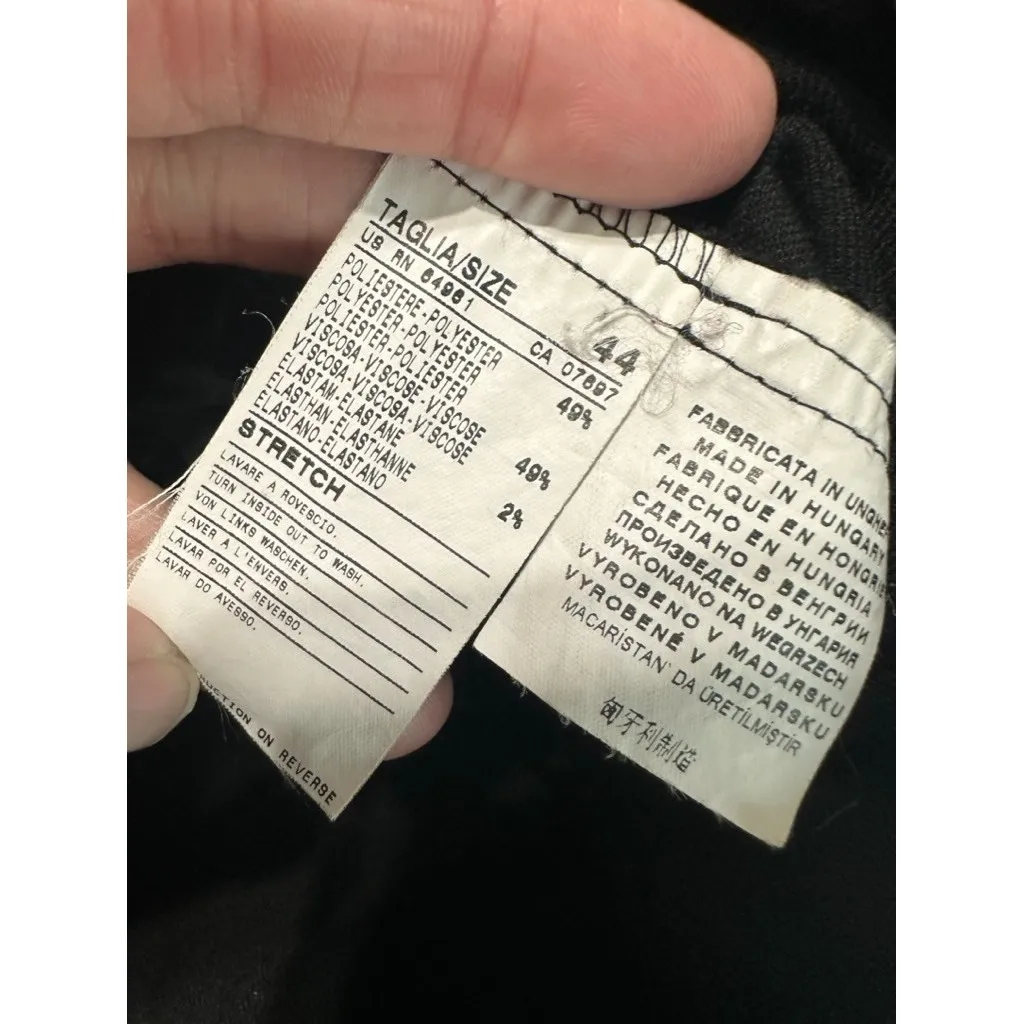 TAGLIA/SIZE 44
US RN 64961 CA 07697
POLIESTERE-POLYESTER
POLYESTER-POLYESTER 49%
POLIESTER-POLIESTER
VISCOSA-VISCOSE-VISCOSE
VISCOSA-VISCOSA-VISCOSE 49%
ELASTAM-ELASTANE
ELASTHAN-ELASTHANNE 2%
ELASTANO-ELASTANO
STRETCH
LAVARE A ROVESCIO.
TURN INSIDE OUT TO WASH.
VON LINKS WASCHEN.
LAVER A L'ENVERS.
LAVAR POR EL REVERSO.
LAVAR DO AVESSO.
ON REVERSE
FABBRICATA IN
MADE IN HUNGARY
FABRIQUÉ EN HONGRIE
HECHO EN HUNGRIA
СДЕЛАНО В ВЕНГРИИ
ПРОИЗВЕДЕНО В УНГАРИЯ
WYKONANO NA WEGRZECH
VYROBENO V MADARSKU
VYROBENÉ V MADARSKU
MACARİSTAN' DA ÜRETİLMİŞTİR
匈牙利制造